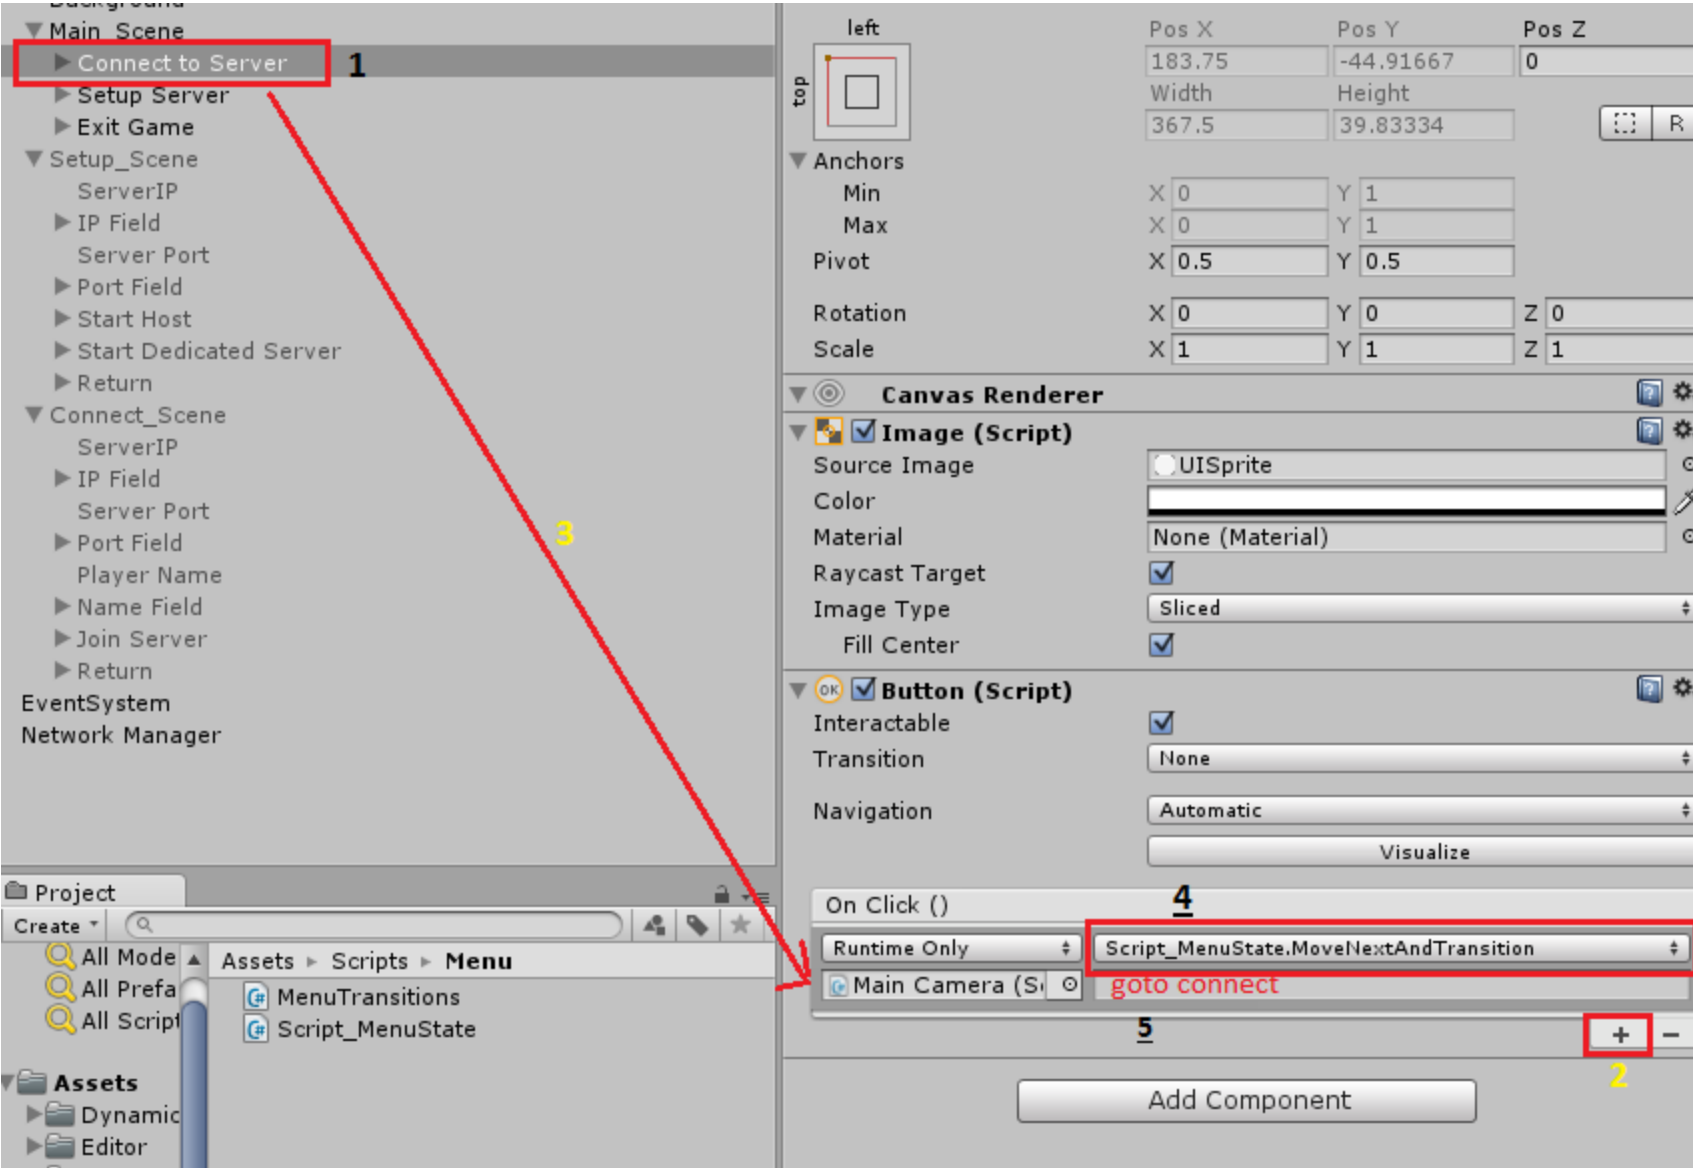 Background
Main_Scene
Connect to Server 1
Setup Server
Exit Game
Setup_Scene
ServerIP
IP Field
Server Port
Port Field
Start Host
Start Dedicated Server
Return
Connect_Scene
ServerIP
IP Field
Server Port
3
Port Field
Player Name
Name Field
Join Server
Return
EventSystem
Network Manager
Project
Create
All Mode
All Prefa
All Script
Assets
Dynamic
Editor
Assets Scripts Menu
MenuTransitions
Script_MenuState
left
top
Pos X Pos Y Pos Z
183.75 -44.91667 0
Width Height
367.5 39.83334 R
Anchors
Min X 0 Y 1
Max X 0 Y 1
Pivot X 0.5 Y 0.5
Rotation X 0 Y 0 Z 0
Scale X 1 Y 1 Z 1
Canvas Renderer
Image (Script)
Source Image UISprite
Color
Material None (Material)
Raycast Target
Image Type Sliced
Fill Center
OK Button (Script)
Interactable
Transition None
Navigation Automatic
Visualize
On Click () 4
Runtime Only Script_MenuState.MoveNextAndTransition
Main Camera (Sc goto connect
5 + −
2
Add Component